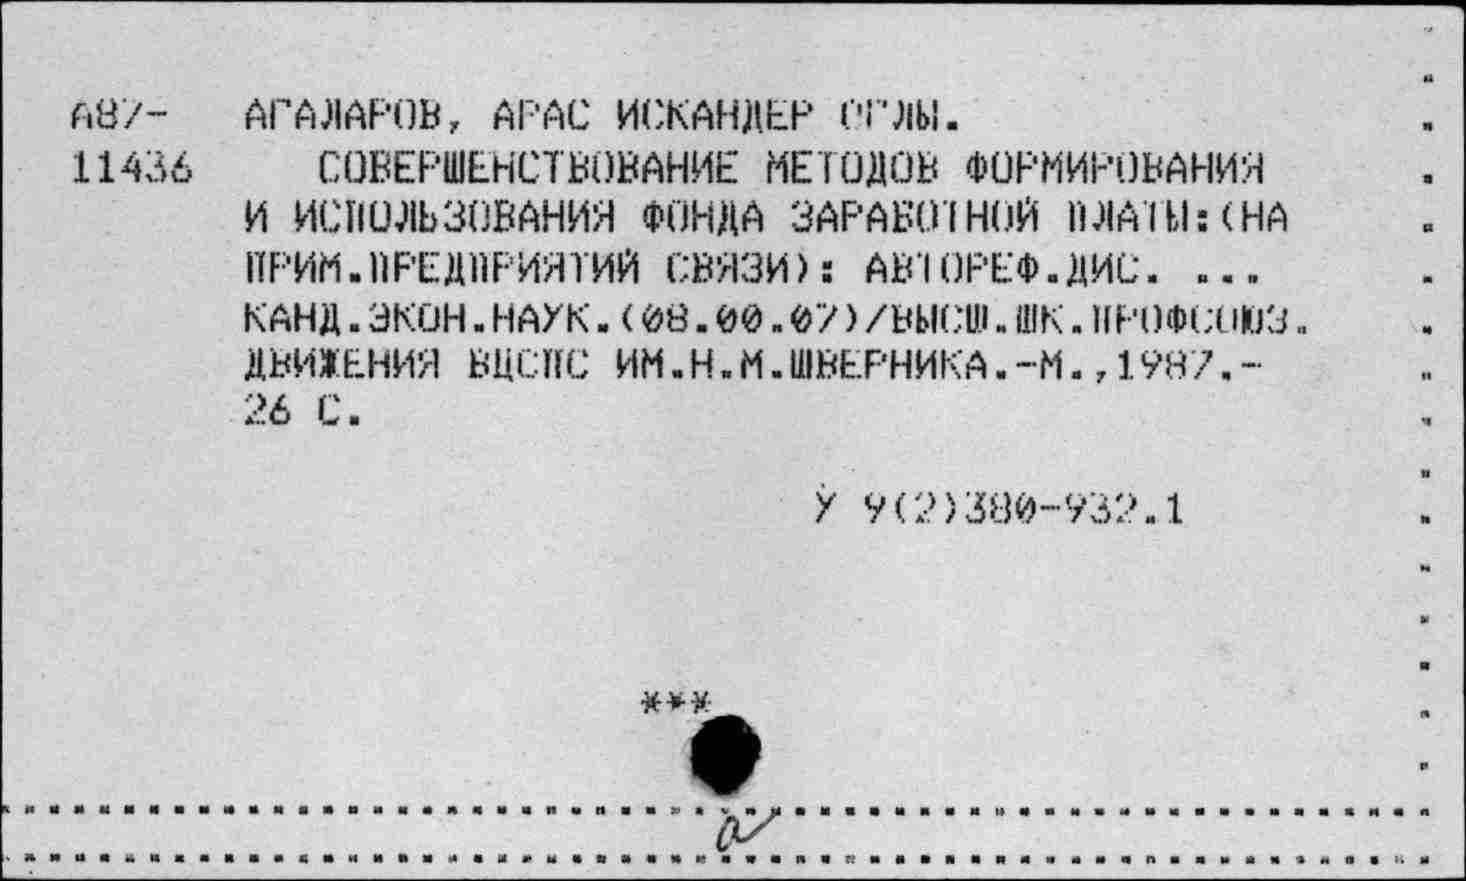 А87- АГАЛАРОВ, АРАС ИСКАНДЕР ОГЛЫ.
11436 СОВЕРШЕНСТВОВАНИЕ МЕТОДОВ ФОРМИРОВАНИЯ
И ИСПОЛЬЗОВАНИЯ ФОНДА ЗАРАБОТНОЙ ПЛАТЫ:(НА
ПРИМ.ПРЕДПРИЯТИЙ СВЯЗИ): АВТОРЕФ.ДИС. ...
КАНД.ЭКОН.НАУК.(08.00.07)/ВЫСШ.ШК.ПРОФСОЮЗ.
ДВИЖЕНИЯ ВЦСПС ИМ.Н.М.ШВЕРНИКА.-М.,1987.-
26 С.
У 9(2)380-932.1
***
а